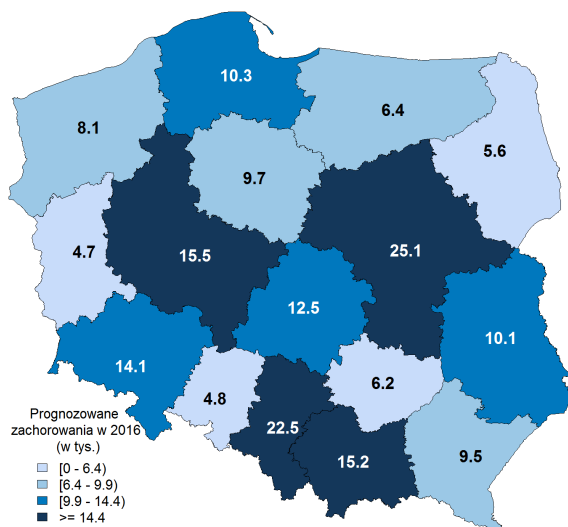 10.3
8.1
6.4
5.6
9.7
4.7
15.5
25.1
12.5
10.1
14.1
4.8
6.2
22.5
15.2
9.5
Prognozowane
zachorowania w 2016
(w tys.)
[0 - 6.4)
[6.4 - 9.9)
[9.9 - 14.4)
>= 14.4